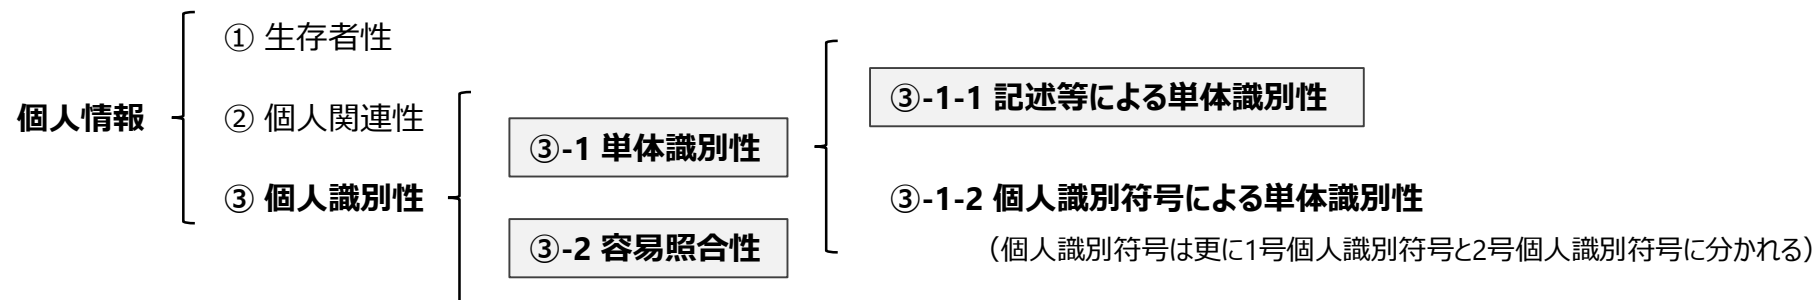 個人情報
① 生存者性
② 個人関連性
③ 個人識別性
③-1 単体識別性
③-2 容易照合性
③-1-1 記述等による単体識別性
③-1-2 個人識別符号による単体識別性
（個人識別符号は更に1号個人識別符号と2号個人識別符号に分かれる）